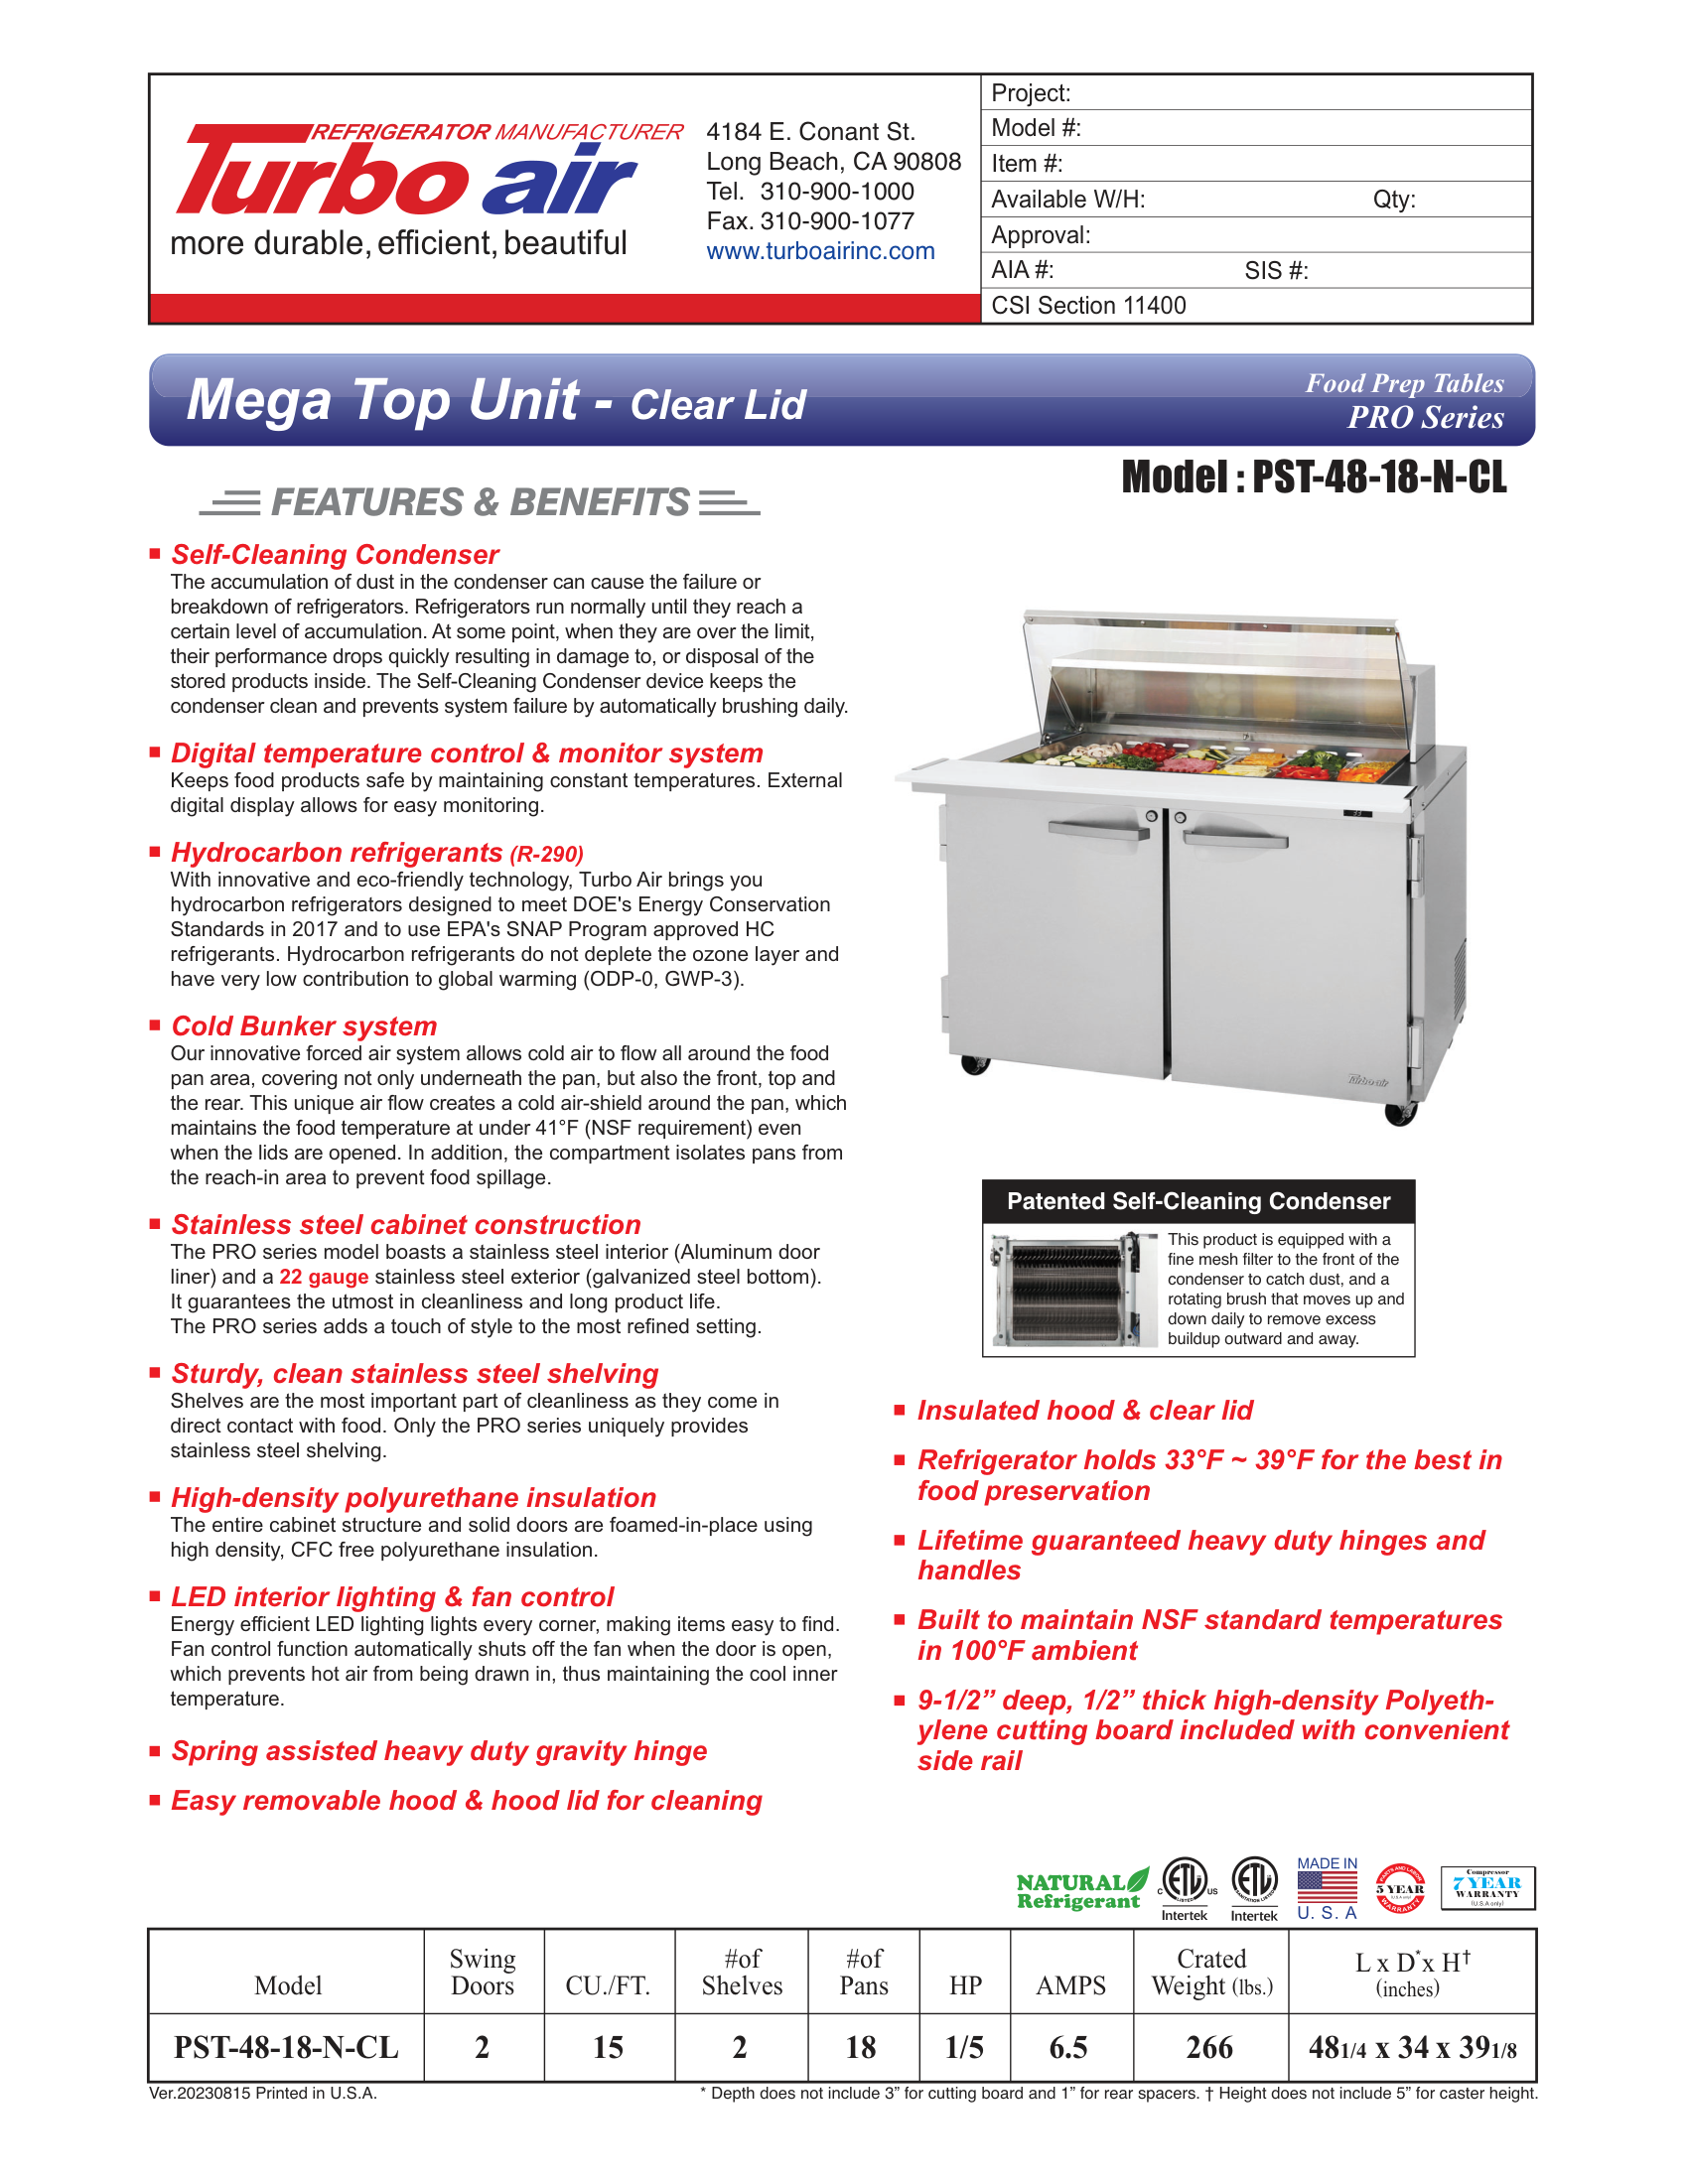 REFRIGERATOR MANUFACTURER
Turbo air
more durable, efficient, beautiful
4184 E. Conant St.
Long Beach, CA 90808
Tel. 310-900-1000
Fax. 310-900-1077
www.turboairinc.com
Project:
Model #:
Item #:
Available W/H: Qty:
Approval:
AIA #: SIS #:
CSI Section 11400
Mega Top Unit - Clear Lid
Food Prep Tables
PRO Series
Model : PST-48-18-N-CL
FEATURES & BENEFITS
Self-Cleaning Condenser
The accumulation of dust in the condenser can cause the failure or
breakdown of refrigerators. Refrigerators run normally until they reach a
certain level of accumulation. At some point, when they are over the limit,
their performance drops quickly resulting in damage to, or disposal of the
stored products inside. The Self-Cleaning Condenser device keeps the
condenser clean and prevents system failure by automatically brushing daily.
Digital temperature control & monitor system
Keeps food products safe by maintaining constant temperatures. External
digital display allows for easy monitoring.
Hydrocarbon refrigerants (R-290)
With innovative and eco-friendly technology, Turbo Air brings you
hydrocarbon refrigerators designed to meet DOE's Energy Conservation
Standards in 2017 and to use EPA's SNAP Program approved HC
refrigerants. Hydrocarbon refrigerants do not deplete the ozone layer and
have very low contribution to global warming (ODP-0, GWP-3).
Cold Bunker system
Our innovative forced air system allows cold air to flow all around the food
pan area, covering not only underneath the pan, but also the front, top and
the rear. This unique air flow creates a cold air-shield around the pan, which
maintains the food temperature at under 41°F (NSF requirement) even
when the lids are opened. In addition, the compartment isolates pans from
the reach-in area to prevent food spillage.
Stainless steel cabinet construction
The PRO series model boasts a stainless steel interior (Aluminum door
liner) and a 22 gauge stainless steel exterior (galvanized steel bottom).
It guarantees the utmost in cleanliness and long product life.
The PRO series adds a touch of style to the most refined setting.
Sturdy, clean stainless steel shelving
Shelves are the most important part of cleanliness as they come in
direct contact with food. Only the PRO series uniquely provides
stainless steel shelving.
High-density polyurethane insulation
The entire cabinet structure and solid doors are foamed-in-place using
high density, CFC free polyurethane insulation.
LED interior lighting & fan control
Energy efficient LED lighting lights every corner, making items easy to find.
Fan control function automatically shuts off the fan when the door is open,
which prevents hot air from being drawn in, thus maintaining the cool inner
temperature.
Spring assisted heavy duty gravity hinge
Easy removable hood & hood lid for cleaning
33
Turbo air
Patented Self-Cleaning Condenser
This product is equipped with a
fine mesh filter to the front of the
condenser to catch dust, and a
rotating brush that moves up and
down daily to remove excess
buildup outward and away.
Insulated hood & clear lid
Refrigerator holds 33°F ~ 39°F for the best in
food preservation
Lifetime guaranteed heavy duty hinges and
handles
Built to maintain NSF standard temperatures
in 100°F ambient
9-1/2” deep, 1/2” thick high-density Polyeth-
ylene cutting board included with convenient
side rail
NATURAL
Refrigerant
C ETL US
LISTED
Intertek
ETL
SANITATION LISTED
Intertek
MADE IN
U. S. A
PARTS AND LABOR
5 YEAR
(U.S.A only)
WARRANTY
Compressor
7 YEAR
WARRANTY
(U.S.A only)
Model Swing Doors CU./FT. #of Shelves #of Pans HP AMPS Crated Weight (lbs.) L x D* x H† (inches)
PST-48-18-N-CL 2 15 2 18 1/5 6.5 266 48 1/4 x 34 x 39 1/8
Ver.20230815 Printed in U.S.A.
* Depth does not include 3” for cutting board and 1” for rear spacers. † Height does not include 5” for caster height.